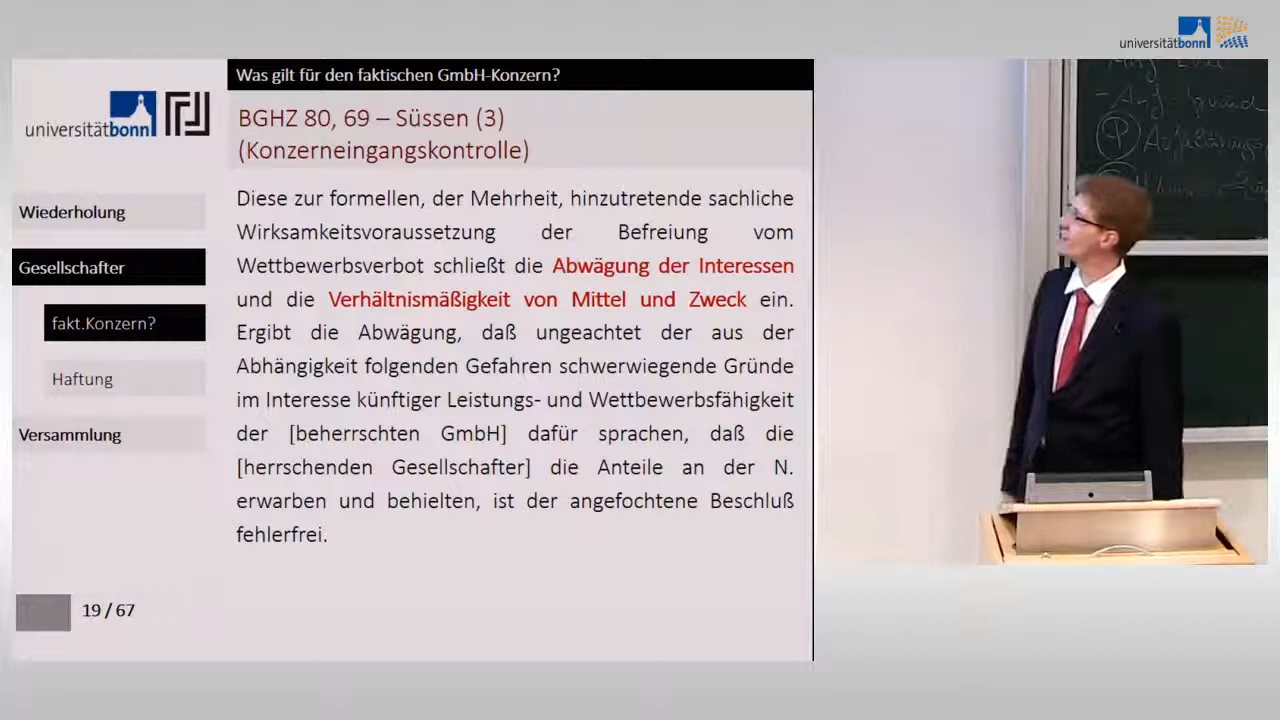 universitätbonn
Was gilt für den faktischen GmbH-Konzern?
universitätbonn
BGHZ 80, 69 – Süssen (3)
(Konzerneingangskontrolle)
Wiederholung
Gesellschafter
fakt.Konzern?
Haftung
Versammlung
Diese zur formellen, der Mehrheit, hinzutretende sachliche
Wirksamkeitsvoraussetzung der Befreiung vom
Wettbewerbsverbot schließt die Abwägung der Interessen
und die Verhältnismäßigkeit von Mittel und Zweck ein.
Ergibt die Abwägung, daß ungeachtet der aus der
Abhängigkeit folgenden Gefahren schwerwiegende Gründe
im Interesse künftiger Leistungs- und Wettbewerbsfähigkeit
der [beherrschten GmbH] dafür sprachen, daß die
[herrschenden Gesellschafter] die Anteile an der N.
erwarben und behielten, ist der angefochtene Beschluß
fehlerfrei.
19 / 67